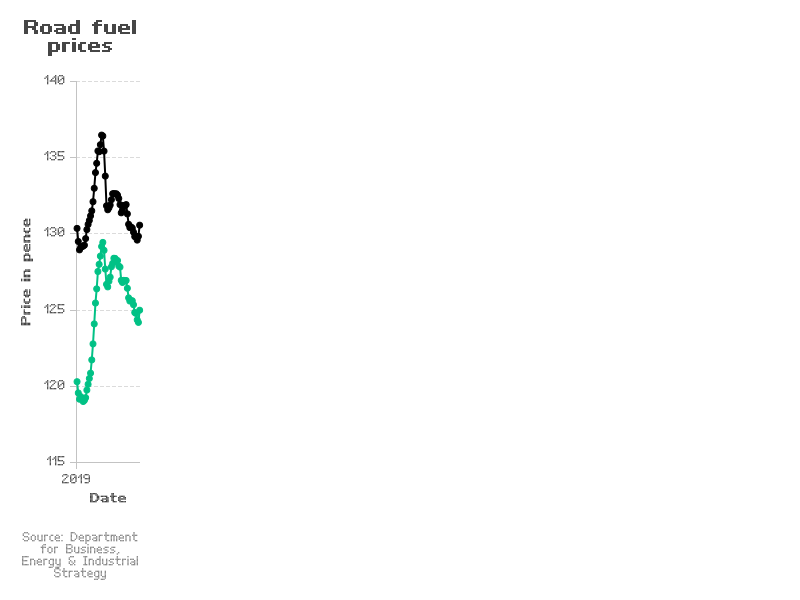 Road fuel
prices
140
135
130
125
120
115
Price in pence
2019
Date
Source: Department
for Business,
Energy & Industrial
Strategy